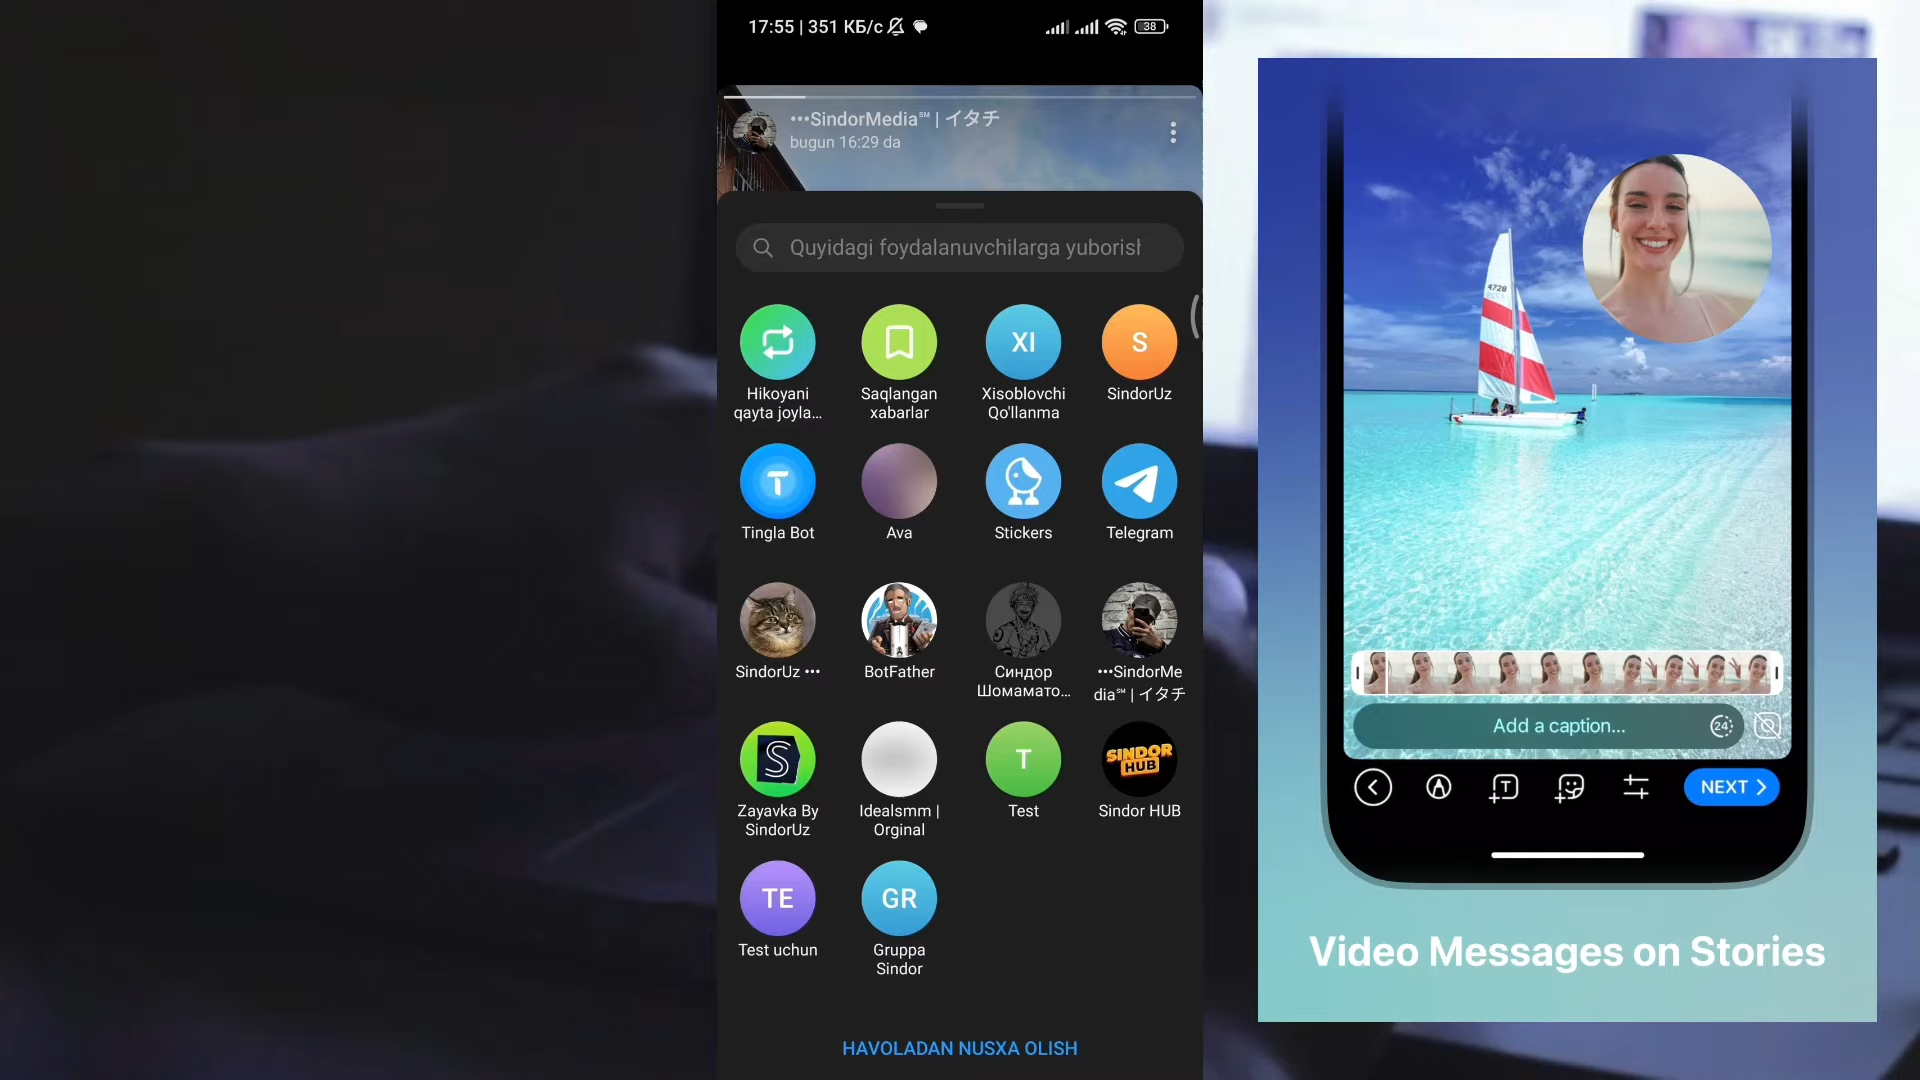 17:55 | 351 КБ/с
38
•••SindorMedia℠ | イタチ
bugun 16:29 da
Quyidagi foydalanuvchilarga yuborish
Hikoyani qayta joyla...
Saqlangan xabarlar
XI
Xisoblovchi Qo'llanma
S
SindorUz
T
Tingla Bot
Ava
Stickers
Telegram
SindorUz •••
BotFather
Синдор Шомамато...
•••SindorMe
dia℠ | イタチ
S
Zayavka By SindorUz
Idealsmm | Orginal
T
Test
SINDOR HUB
Sindor HUB
TE
Test uchun
GR
Gruppa Sindor
HAVOLADAN NUSXA OLISH
4728
Add a caption...
24
T
NEXT
Video Messages on Stories